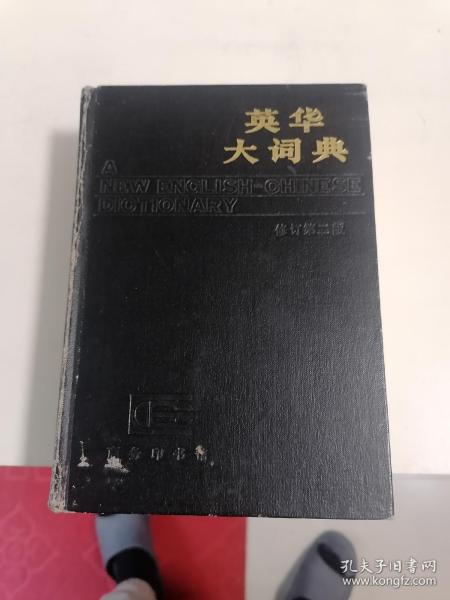 英华
大词典
A
NEW ENGLISH-CHINESE
DICTIONARY
修订第二版
商务印书馆
孔夫子旧书网
www.kongfz.com